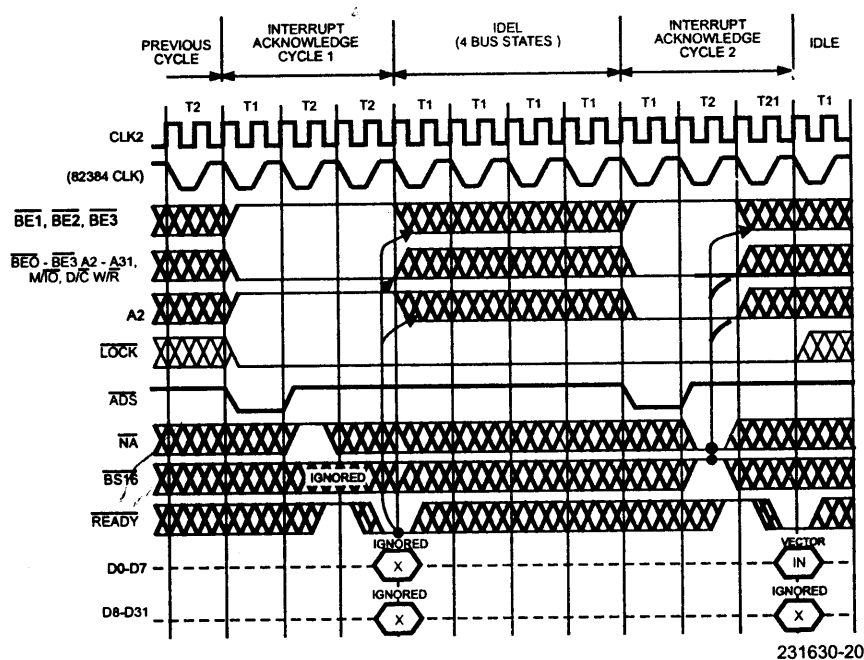 PREVIOUS
CYCLE
INTERRUPT
ACKNOWLEDGE
CYCLE 1
IDEL
(4 BUS STATES )
INTERRUPT
ACKNOWLEDGE
CYCLE 2
IDLE
T2 T1 T2 T2 T1 T1 T1 T1 T1 T2 T21 T1
CLK2
(82384 CLK)
BE1, BE2, BE3
BEO - BE3 A2 - A31,
M/IO, D/C W/R
A2
LOCK
ADS
NA
BS16
IGNORED
READY
IGNORED
VECTOR
D0-D7
X
IN
IGNORED
IGNORED
D8-D31
X
X
231630-20